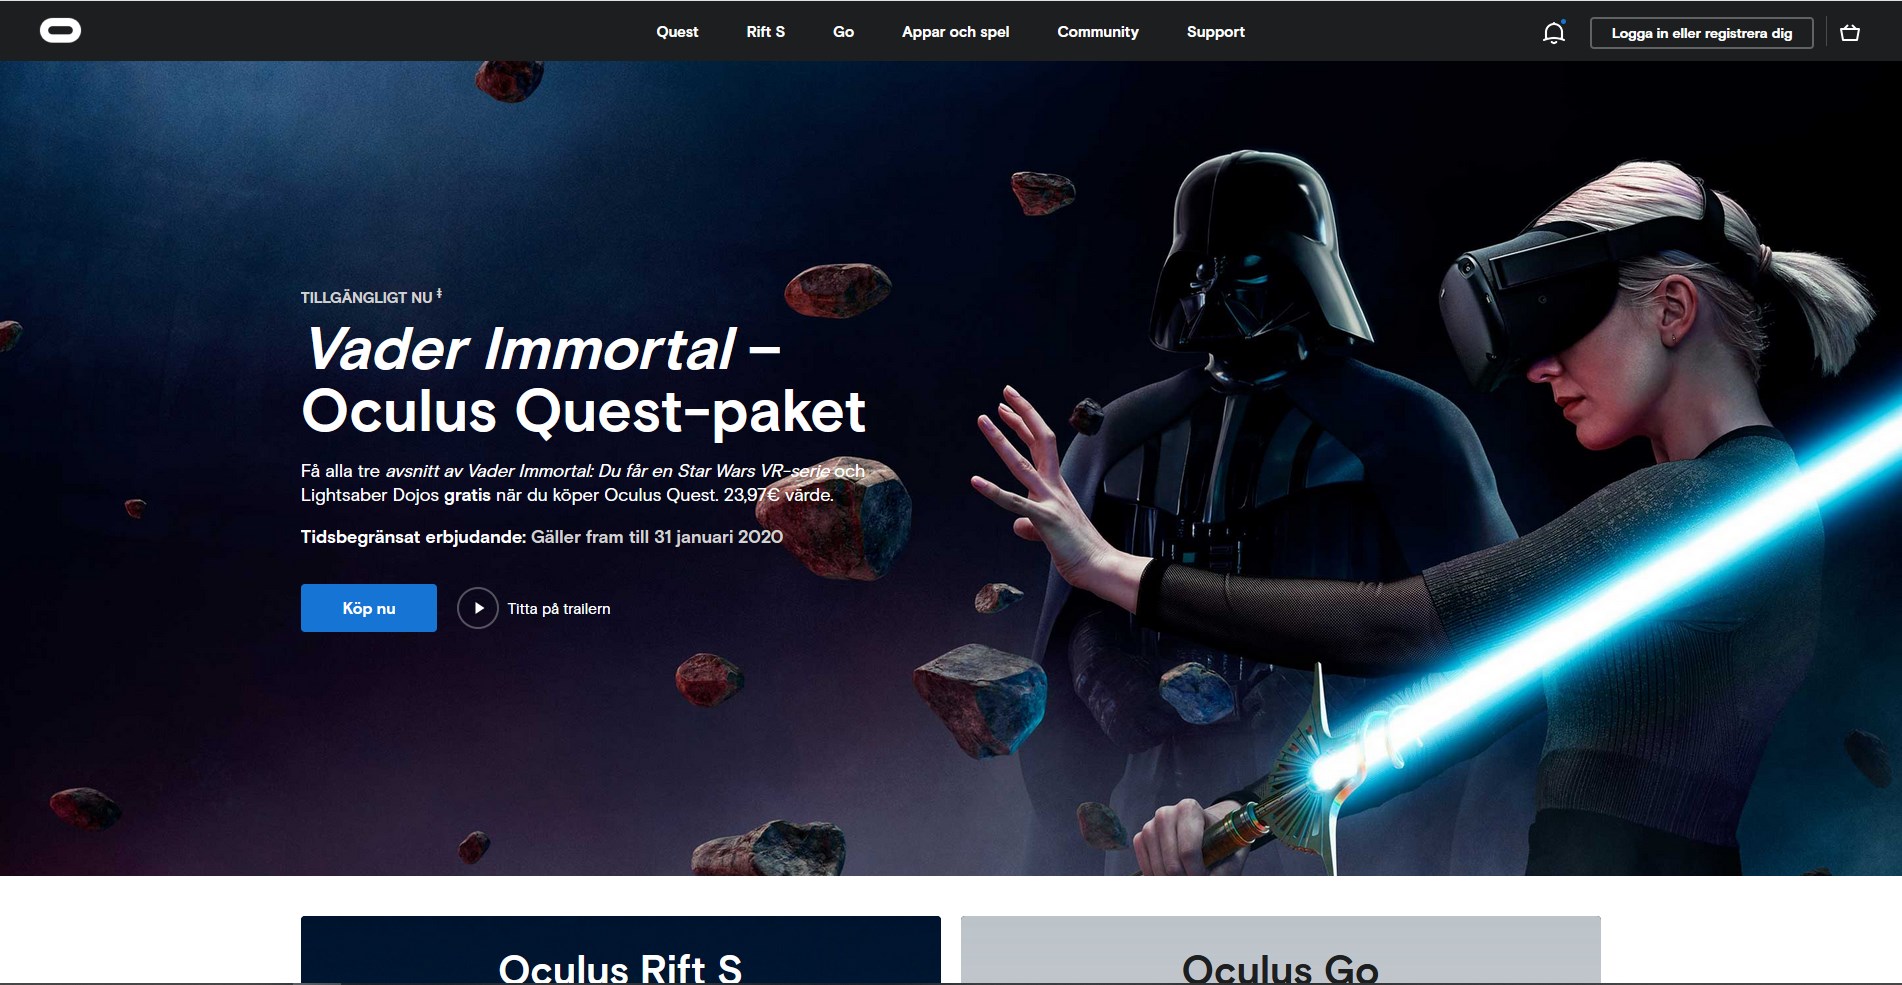 Quest Rift S Go Appar och spel Community Support Logga in eller registrera dig
TILLGÄNGLIGT NU ‡
Vader Immortal –
Oculus Quest-paket
Få alla tre avsnitt av Vader Immortal: Du får en Star Wars VR-serie och
Lightsaber Dojos gratis när du köper Oculus Quest. 23,97€ värde.
Tidsbegränsat erbjudande: Gäller fram till 31 januari 2020
Köp nu Titta på trailern
Oculus Rift S Oculus Go